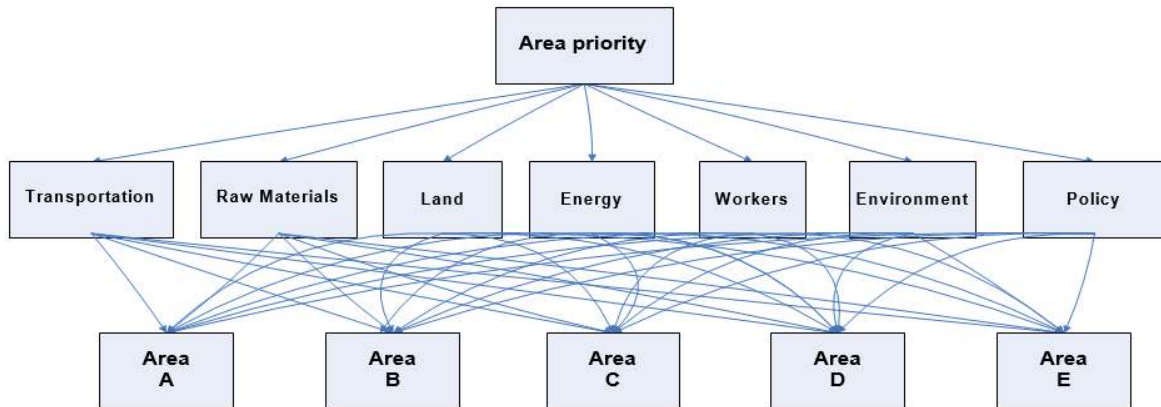 Area priority
Transportation
Raw Materials
Land
Energy
Workers
Environment
Policy
Area
A
Area
B
Area
C
Area
D
Area
E